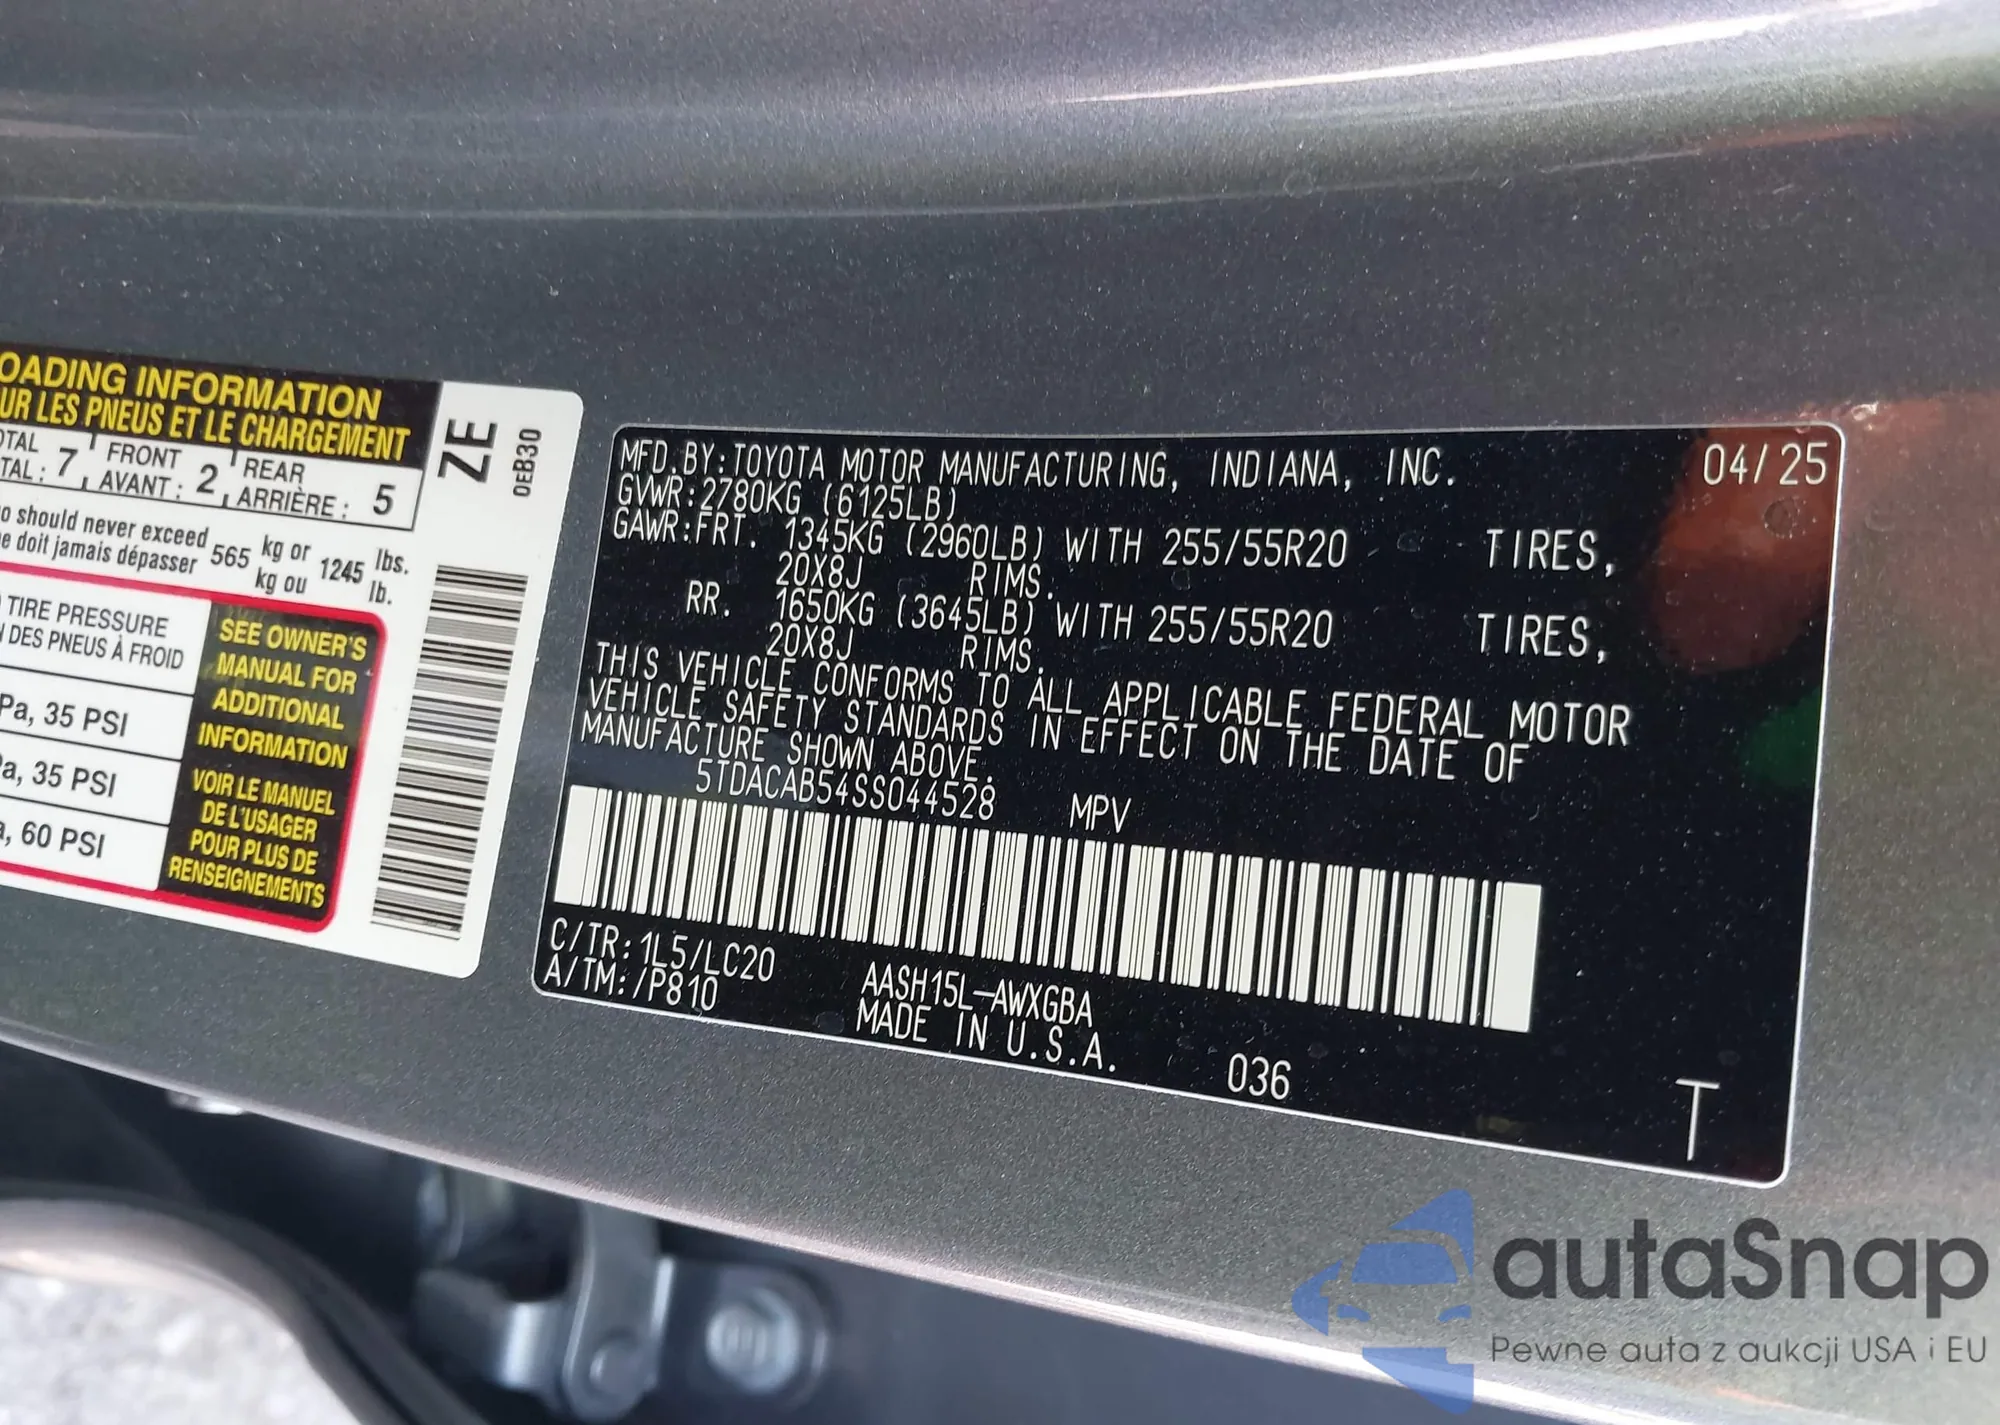 OADING INFORMATION
UR LES PNEUS ET LE CHARGEMENT
OTAL
TAL : 7
FRONT
AVANT : 2
REAR
ARRIÈRE : 5
o should never exceed
e doit jamais dépasser
565 kg or 1245 lbs.
kg ou lb.
TIRE PRESSURE
DES PNEUS À FROID
Pa, 35 PSI
a, 35 PSI
a, 60 PSI
SEE OWNER'S
MANUAL FOR
ADDITIONAL
INFORMATION
VOIR LE MANUEL
DE L'USAGER
POUR PLUS DE
RENSEIGNEMENTS
ZE
0EB30
MFD.BY:TOYOTA MOTOR MANUFACTURING, INDIANA, INC. 04/25
GVWR:2780KG (6125LB)
GAWR:FRT. 1345KG (2960LB) WITH 255/55R20 TIRES,
20X8J RIMS.
RR. 1650KG (3645LB) WITH 255/55R20 TIRES,
20X8J RIMS.
THIS VEHICLE CONFORMS TO ALL APPLICABLE FEDERAL MOTOR
VEHICLE SAFETY STANDARDS IN EFFECT ON THE DATE OF
MANUFACTURE SHOWN ABOVE.
5TDACAB54SS044528 MPV
C/TR:1L5/LC20 AASH15L-AWXGBA
A/TM:/P810 MADE IN U.S.A. 036
T
autaSnap
Pewne auta z aukcji USA i EU